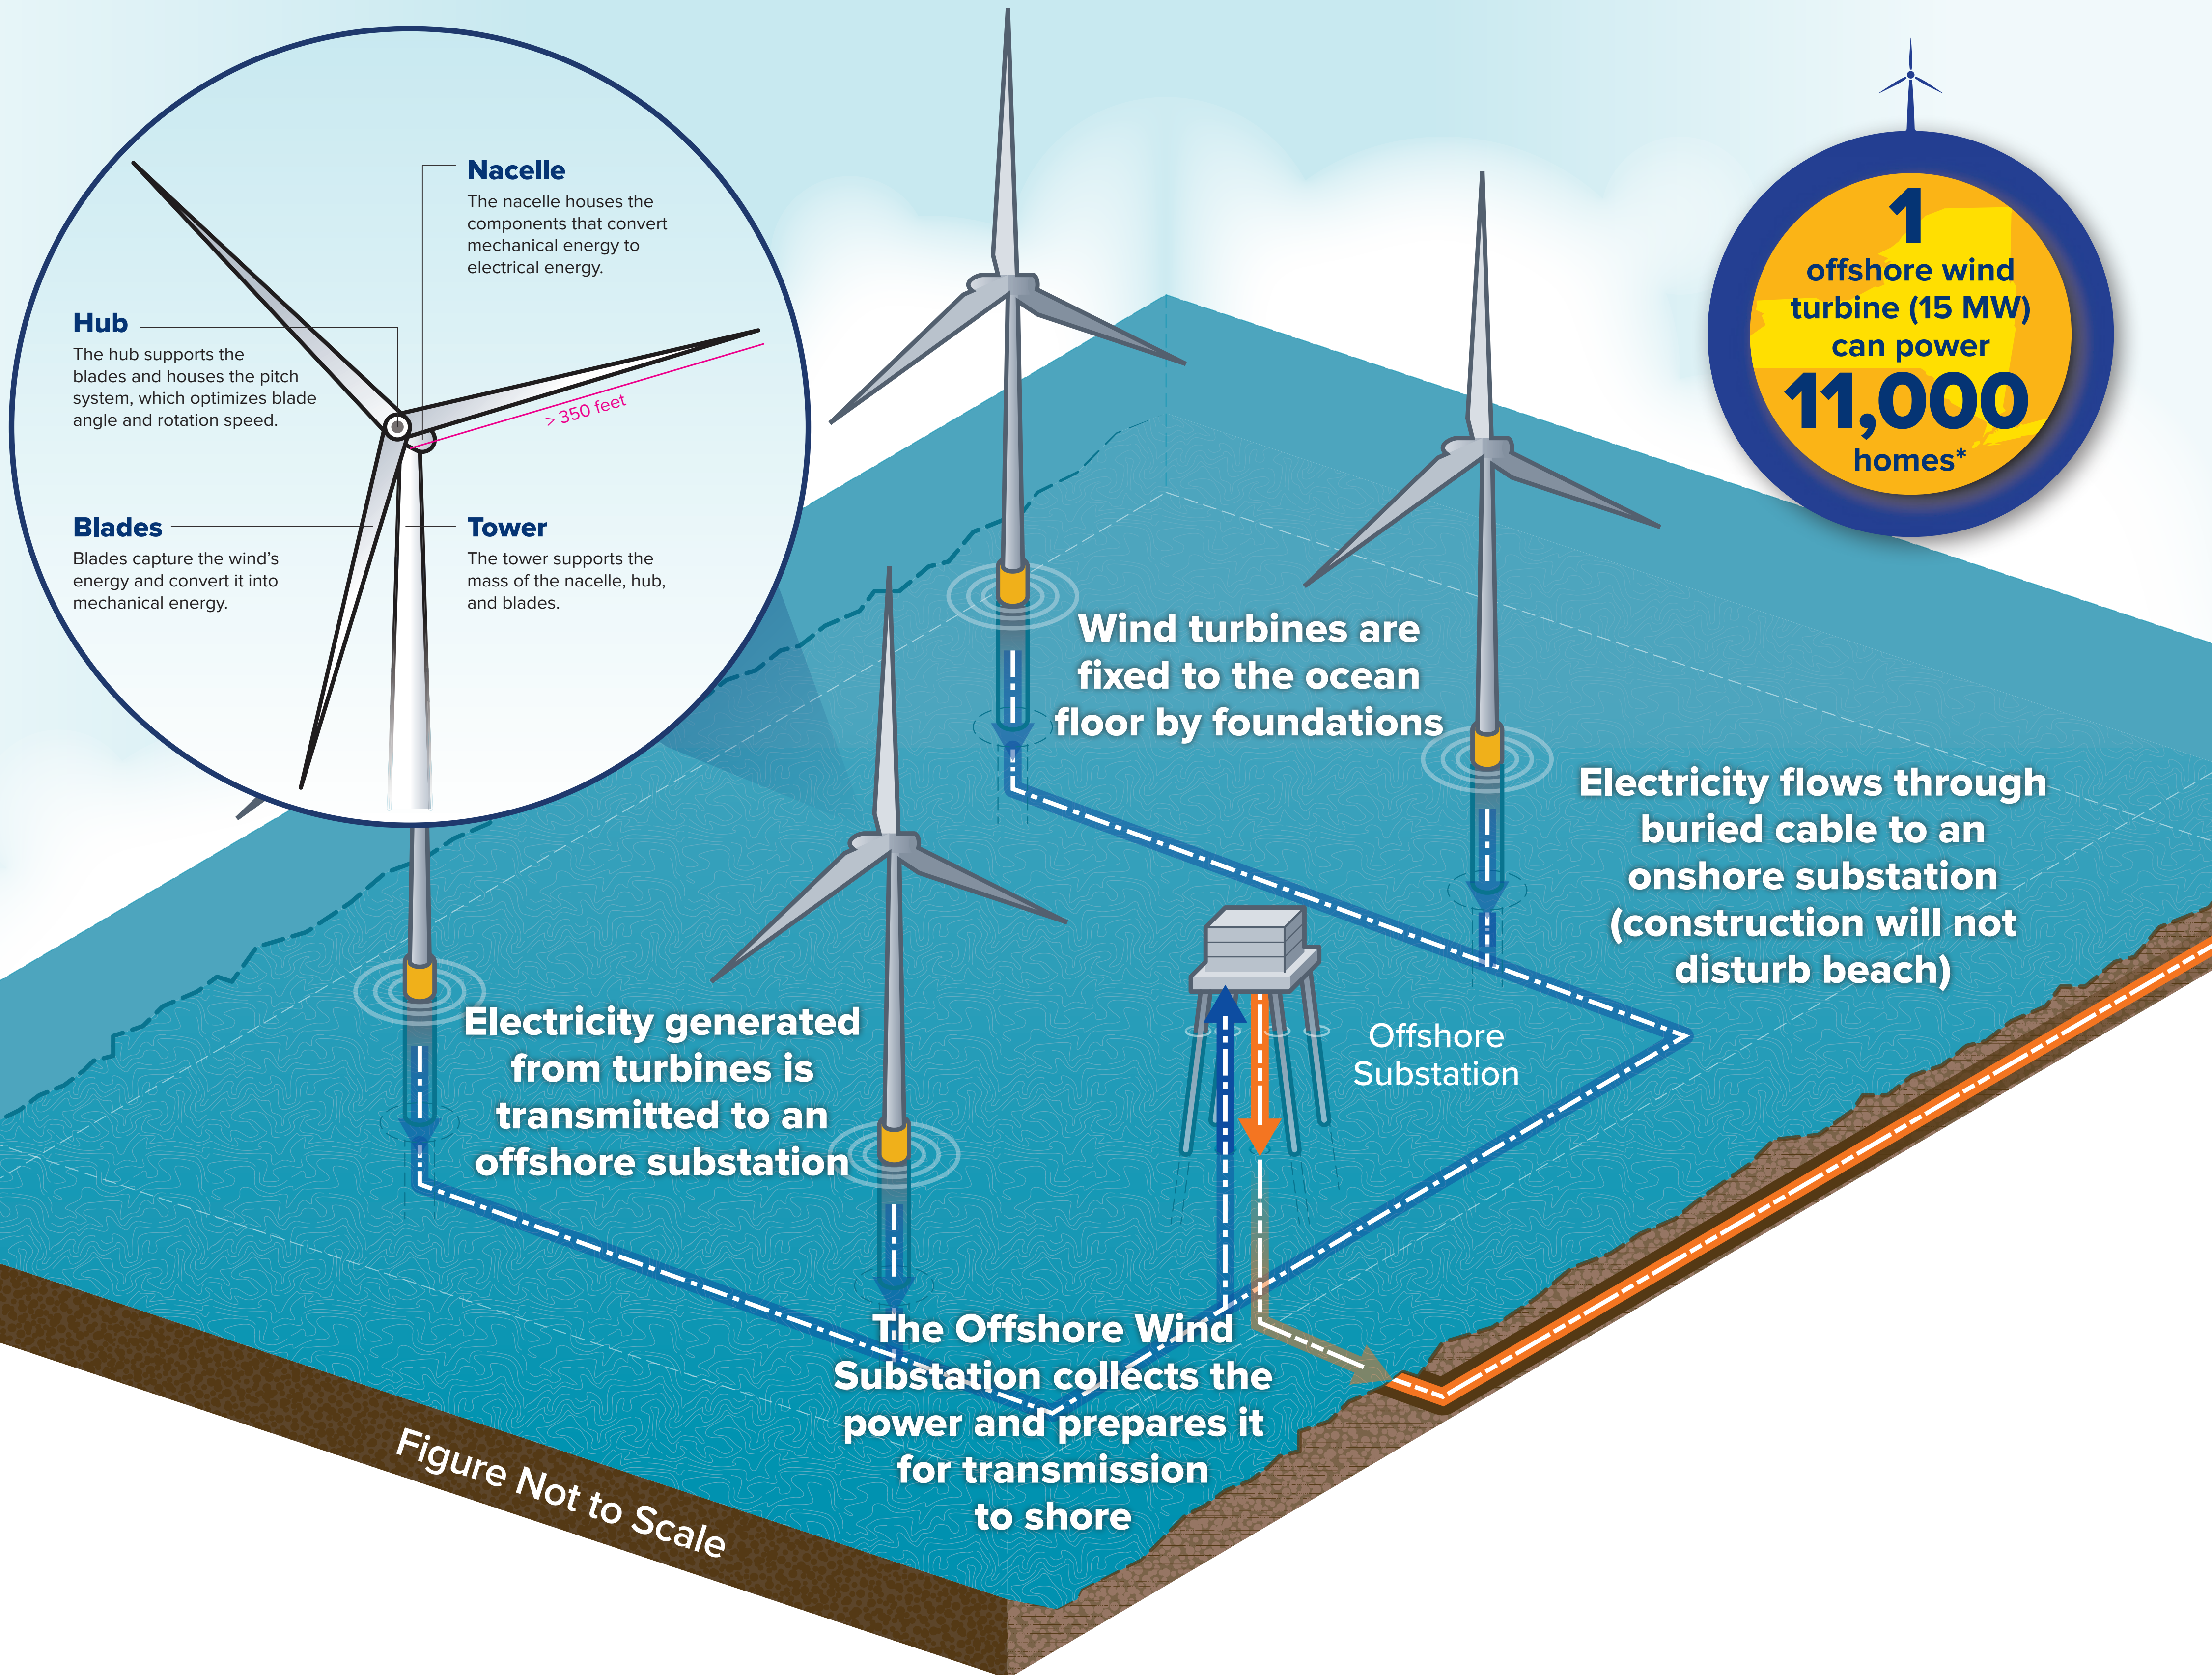 Nacelle
The nacelle houses the
components that convert
mechanical energy to
electrical energy.
Hub
The hub supports the
blades and houses the pitch
system, which optimizes blade
angle and rotation speed.
> 350 feet
Blades
Blades capture the wind's
energy and convert it into
mechanical energy.
Tower
The tower supports the
mass of the nacelle, hub,
and blades.
1
offshore wind
turbine (15 MW)
can power
11,000
homes*
Wind turbines are
fixed to the ocean
floor by foundations
Electricity flows through
buried cable to an
onshore substation
(construction will not
disturb beach)
Electricity generated
from turbines is
transmitted to an
offshore substation
Offshore
Substation
The Offshore Wind
Substation collects the
power and prepares it
for transmission
to shore
Figure Not to Scale